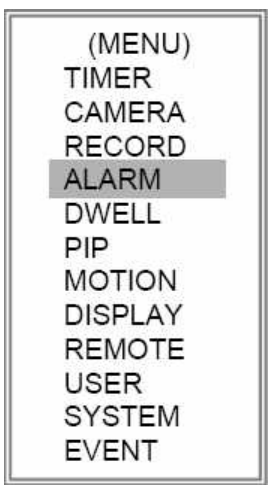 (MENU)
TIMER
CAMERA
RECORD
ALARM
DWELL
PIP
MOTION
DISPLAY
REMOTE
USER
SYSTEM
EVENT